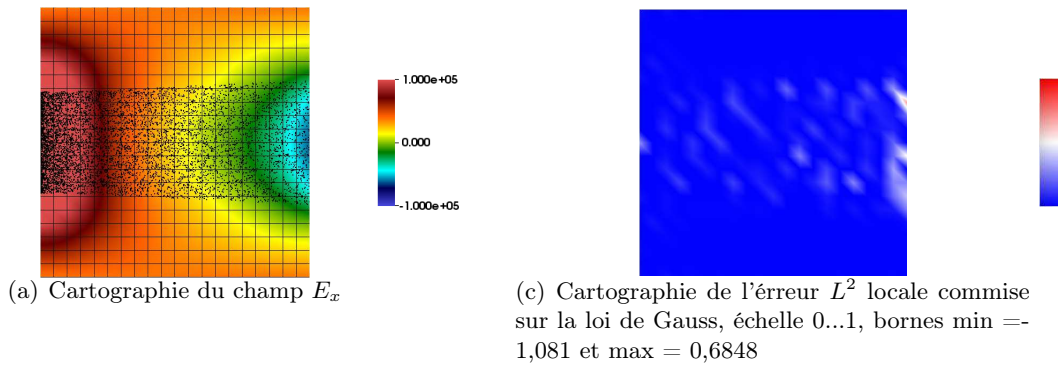 1.000e+05
0.000
-1.000e+05
(a) Cartographie du champ E_x
(c) Cartographie de l'érreur L² locale commise
sur la loi de Gauss, échelle 0...1, bornes min =-
1,081 et max = 0,6848